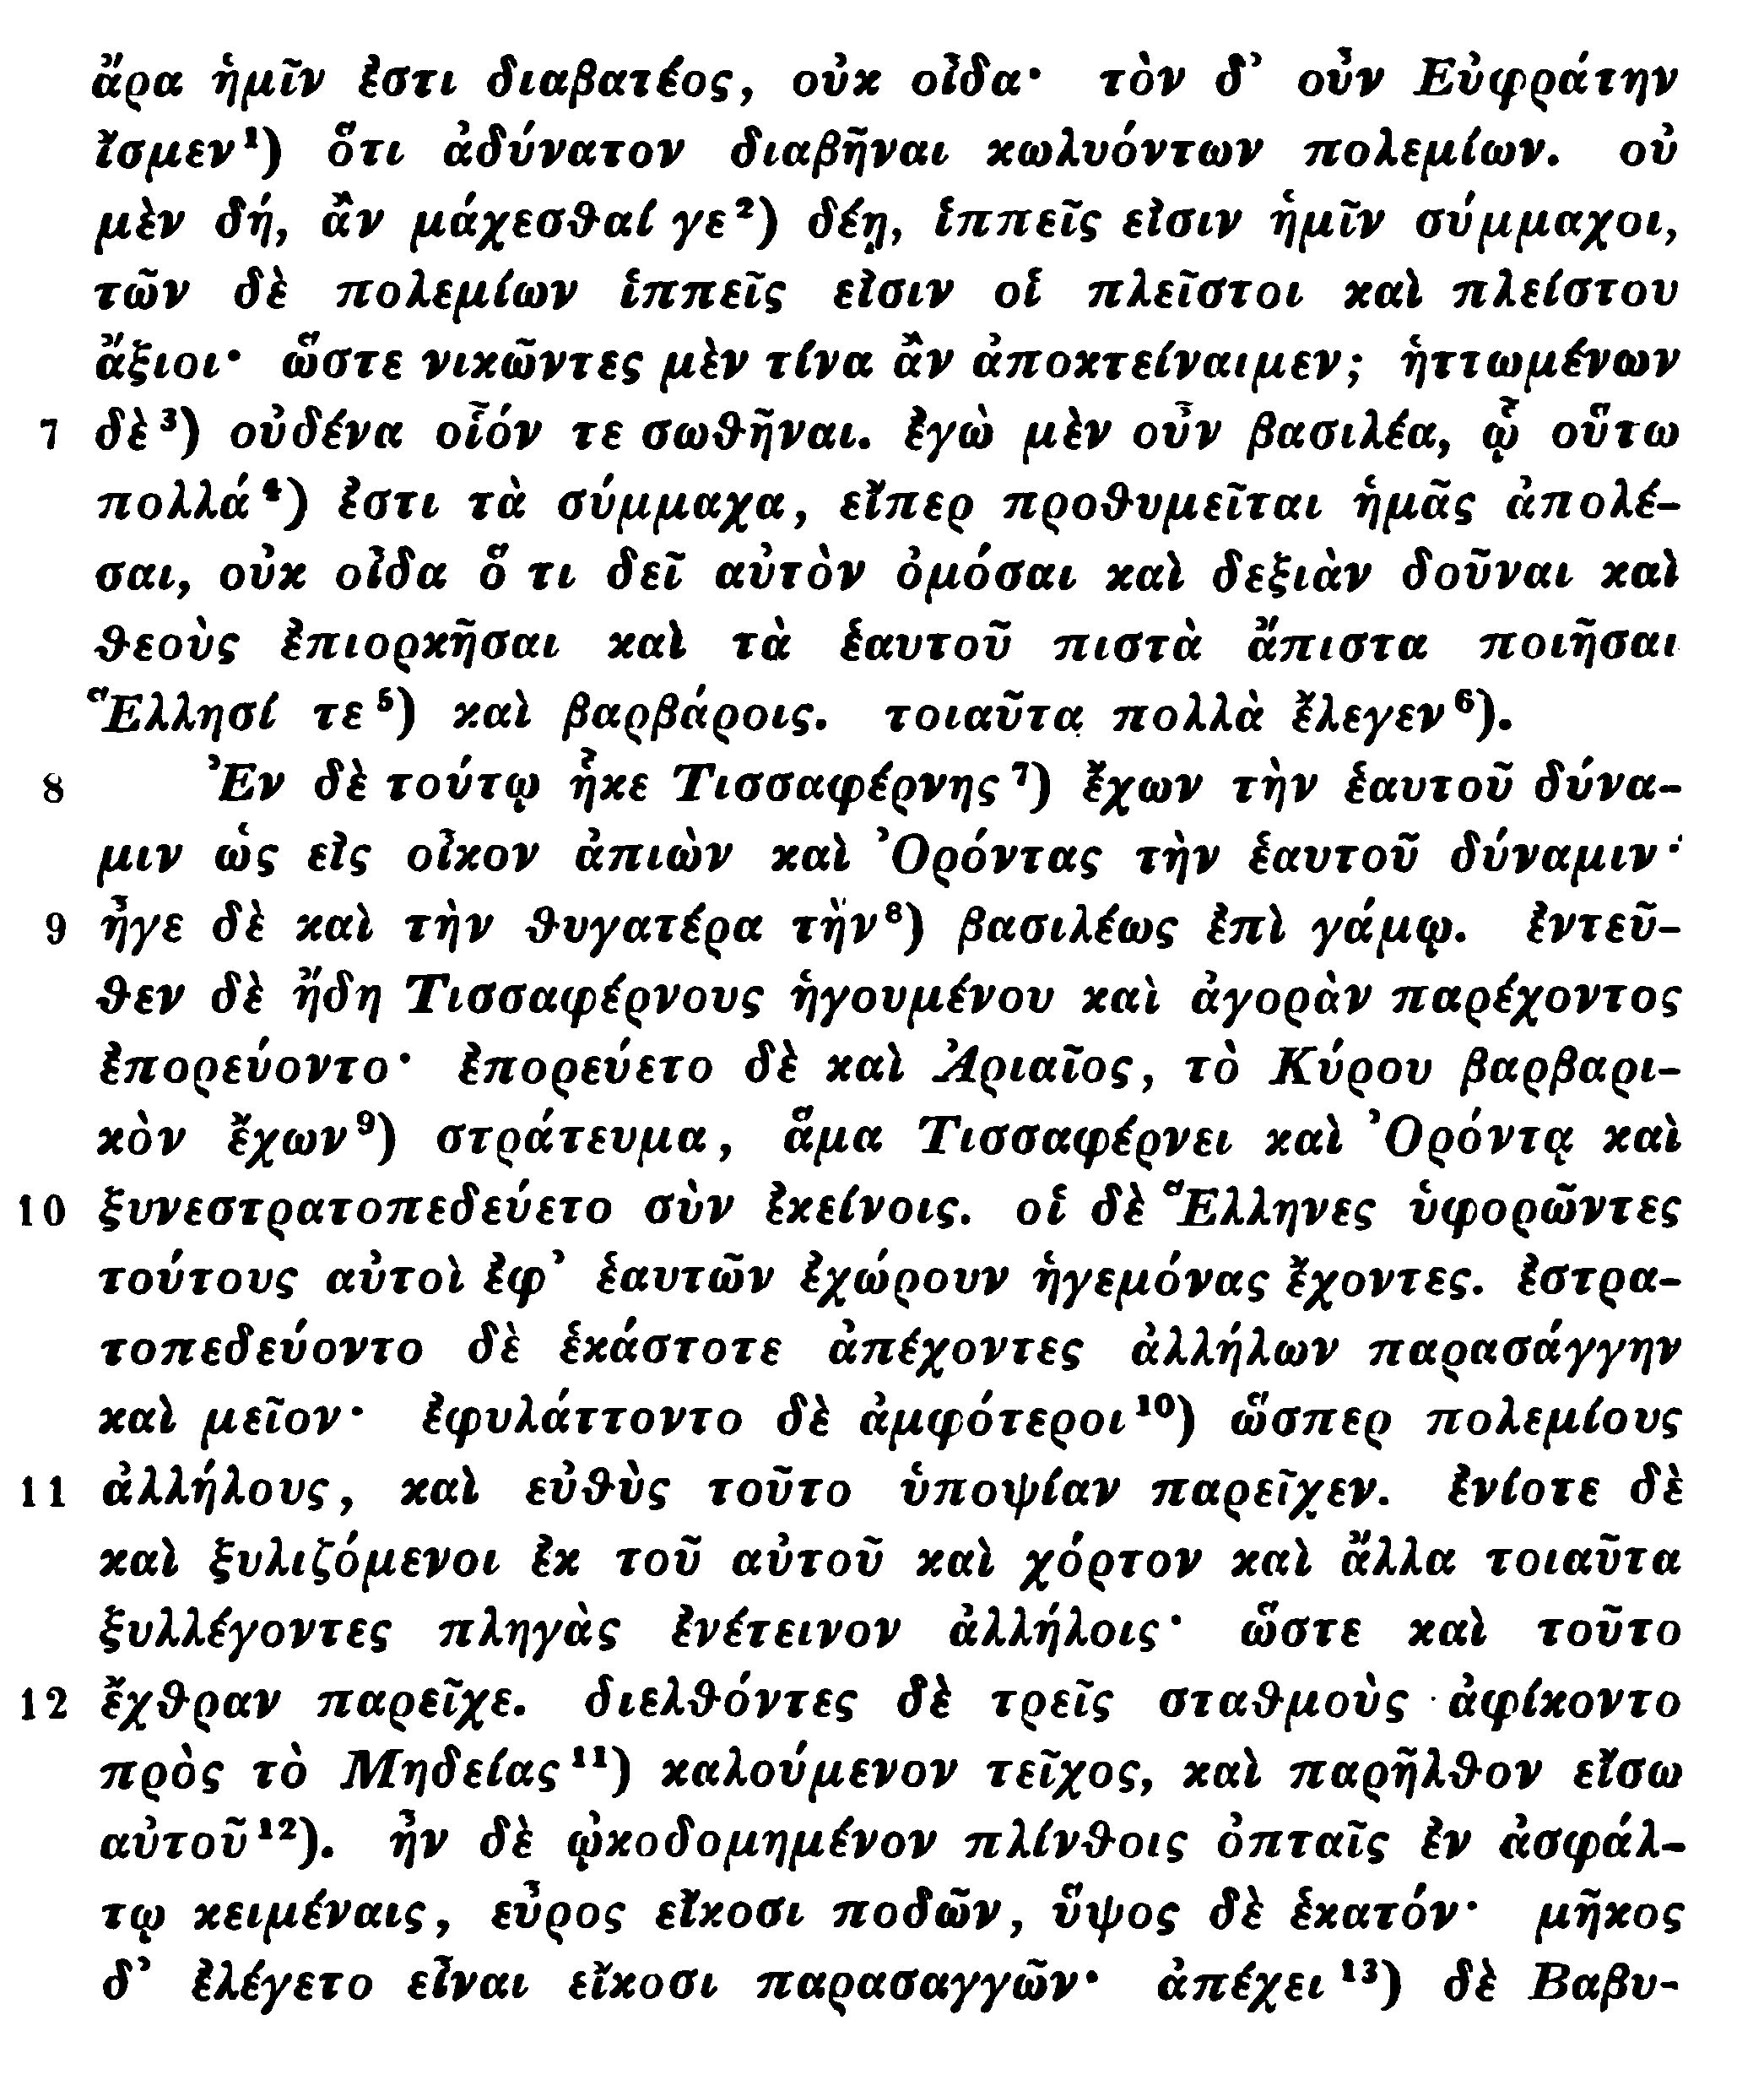 ἄρα ἡμῖν ἐστι διαβατέος, οὐκ οἶδα· τὸν δ' οὖν Εὐφράτην
ἴσμεν¹) ὅτι ἀδύνατον διαβῆναι κωλυόντων πολεμίων. οὐ
μὲν δή, ἂν μάχεσθαί γε²) δέῃ, ἱππεῖς εἰσιν ἡμῖν σύμμαχοι,
τῶν δὲ πολεμίων ἱππεῖς εἰσιν οἱ πλεῖστοι καὶ πλείστου
ἄξιοι· ὥστε νικῶντες μὲν τίνα ἂν ἀποκτείναιμεν; ἡττωμένων
7 δὲ³) οὐδένα οἷόν τε σωθῆναι. ἐγὼ μὲν οὖν βασιλέα, ᾧ οὕτω
πολλά⁴) ἐστι τὰ σύμμαχα, εἴπερ προθυμεῖται ἡμᾶς ἀπολέ-
σαι, οὐκ οἶδα ὅ τι δεῖ αὐτὸν ὀμόσαι καὶ δεξιὰν δοῦναι καὶ
θεοὺς ἐπιορκῆσαι καὶ τὰ ἑαυτοῦ πιστὰ ἄπιστα ποιῆσαι
Ἕλλησί τε⁵) καὶ βαρβάροις. τοιαῦτα πολλὰ ἔλεγεν⁶).
8 Ἐν δὲ τούτῳ ἧκε Τισσαφέρνης⁷) ἔχων τὴν ἑαυτοῦ δύνα-
μιν ὡς εἰς οἶκον ἀπιὼν καὶ Ὀρόντας τὴν ἑαυτοῦ δύναμιν·
9 ἦγε δὲ καὶ τὴν θυγατέρα τὴν⁸) βασιλέως ἐπὶ γάμῳ. ἐντεῦ-
θεν δὲ ἤδη Τισσαφέρνους ἡγουμένου καὶ ἀγορὰν παρέχοντος
ἐπορεύοντο· ἐπορεύετο δὲ καὶ Ἀριαῖος, τὸ Κύρου βαρβαρι-
κὸν ἔχων⁹) στράτευμα, ἅμα Τισσαφέρνει καὶ Ὀρόντᾳ καὶ
10 ξυνεστρατοπεδεύετο σὺν ἐκείνοις. οἱ δὲ Ἕλληνες ὑφορῶντες
τούτους αὐτοὶ ἐφ' ἑαυτῶν ἐχώρουν ἡγεμόνας ἔχοντες. ἐστρα-
τοπεδεύοντο δὲ ἑκάστοτε ἀπέχοντες ἀλλήλων παρασάγγην
καὶ μεῖον· ἐφυλάττοντο δὲ ἀμφότεροι¹⁰) ὥσπερ πολεμίους
11 ἀλλήλους, καὶ εὐθὺς τοῦτο ὑποψίαν παρεῖχεν. ἐνίοτε δὲ
καὶ ξυλιζόμενοι ἐκ τοῦ αὐτοῦ καὶ χόρτον καὶ ἄλλα τοιαῦτα
ξυλλέγοντες πληγὰς ἐνέτεινον ἀλλήλοις· ὥστε καὶ τοῦτο
12 ἔχθραν παρεῖχε. διελθόντες δὲ τρεῖς σταθμοὺς ἀφίκοντο
πρὸς τὸ Μηδείας¹¹) καλούμενον τεῖχος, καὶ παρῆλθον εἴσω
αὐτοῦ¹²). ἦν δὲ ᾠκοδομημένον πλίνθοις ὀπταῖς ἐν ἀσφάλ-
τῳ κειμέναις, εὖρος εἴκοσι ποδῶν, ὕψος δὲ ἑκατόν· μῆκος
δ' ἐλέγετο εἶναι εἴκοσι παρασαγγῶν· ἀπέχει¹³) δὲ Βαβυ-